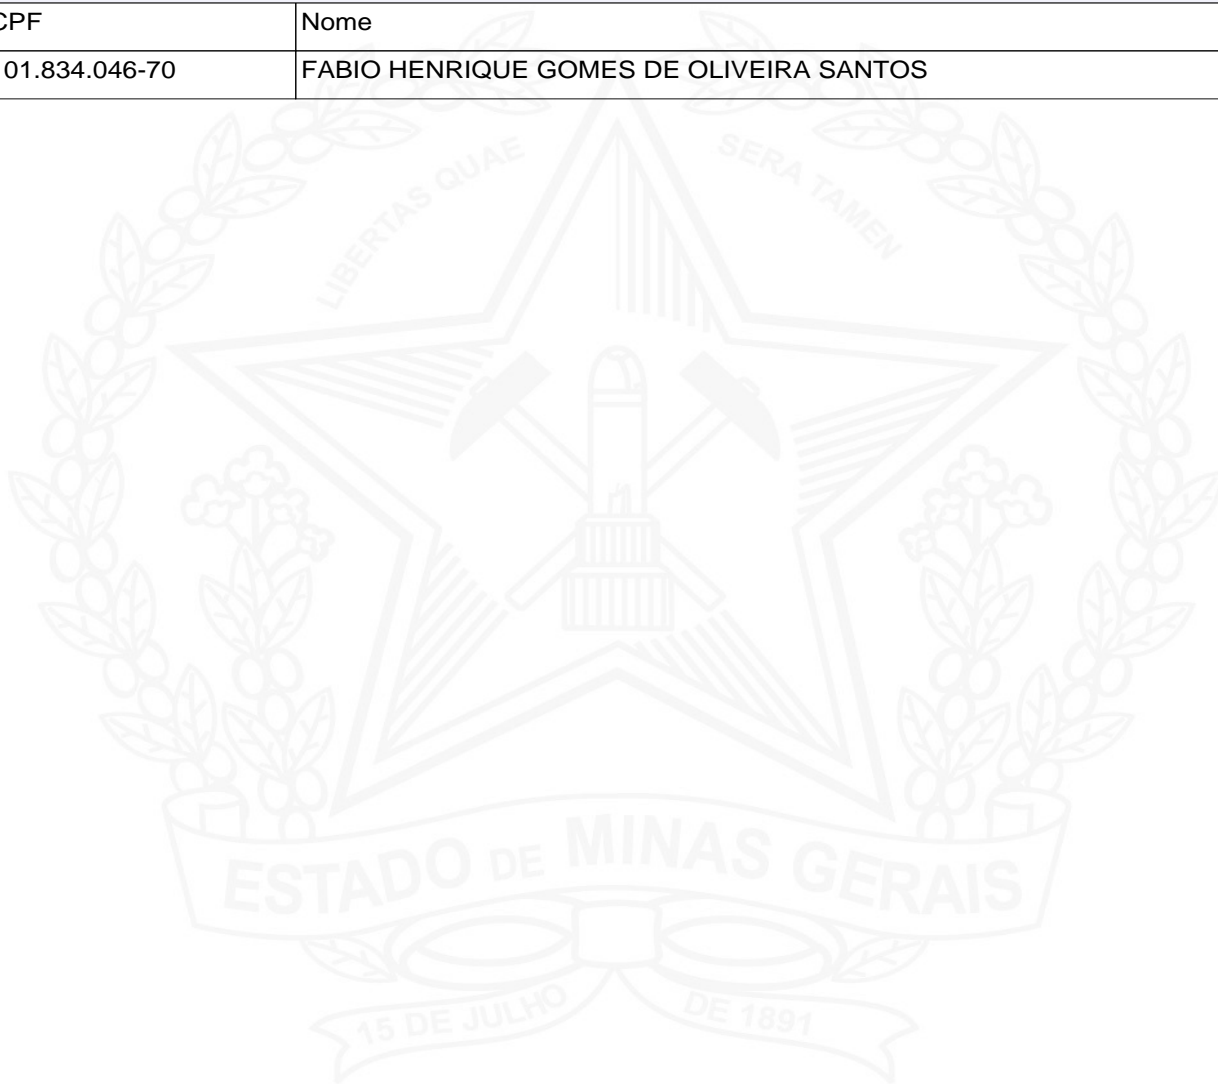 CPF Nome
01.834.046-70 FABIO HENRIQUE GOMES DE OLIVEIRA SANTOS
LIBERTAS QUAE SERA TAMEN
ESTADO DE MINAS GERAIS
15 DE JULHO DE 1891